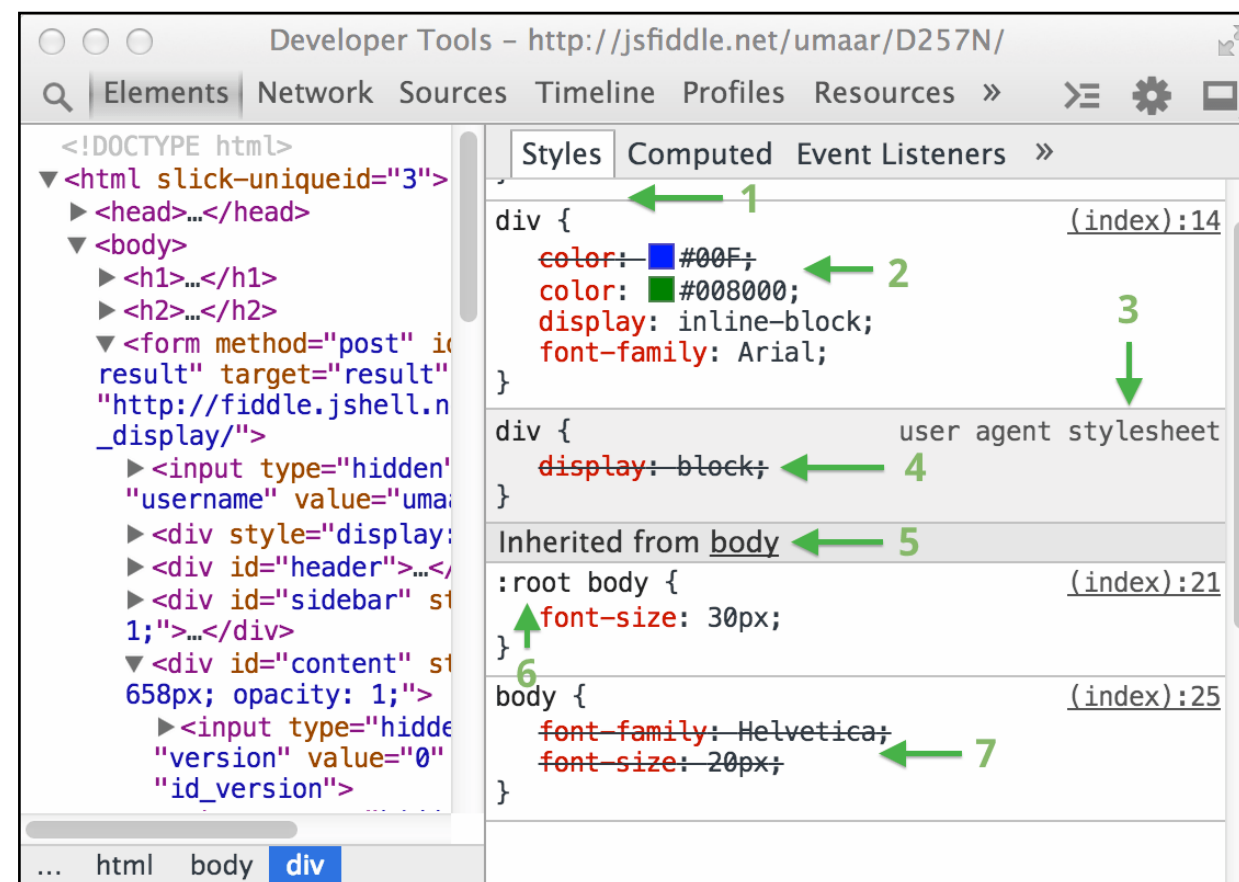 Developer Tools – http://jsfiddle.net/umaar/D257N/
Elements Network Sources Timeline Profiles Resources »
<!DOCTYPE html>
▼<html slick-uniqueid="3">
▶<head>…</head>
▼<body>
▶<h1>…</h1>
▶<h2>…</h2>
▼<form method="post" id
result" target="result"
"http://fiddle.jshell.n
_display/">
▶<input type="hidden"
"username" value="umaa
▶<div style="display:
▶<div id="header">…</
▶<div id="sidebar" st
1;">…</div>
▼<div id="content" st
658px; opacity: 1;">
▶<input type="hidde
"version" value="0"
"id_version">
... html body div
Styles Computed Event Listeners »
} 1
div { (index):14
color: #00F; 2
color: #008000;
display: inline-block; 3
font-family: Arial;
}
div { user agent stylesheet
display: block; 4
}
Inherited from body 5
:root body { (index):21
font-size: 30px;
}
6
body { (index):25
font-family: Helvetica;
font-size: 20px; 7
}